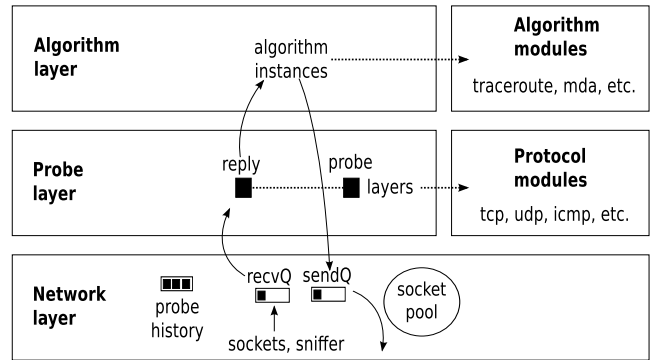 Algorithm
layer
algorithm
instances
Algorithm
modules
traceroute, mda, etc.
Probe
layer
reply
probe
layers
Protocol
modules
tcp, udp, icmp, etc.
Network
layer
probe
history
recvQ
sendQ
sockets, sniffer
socket
pool